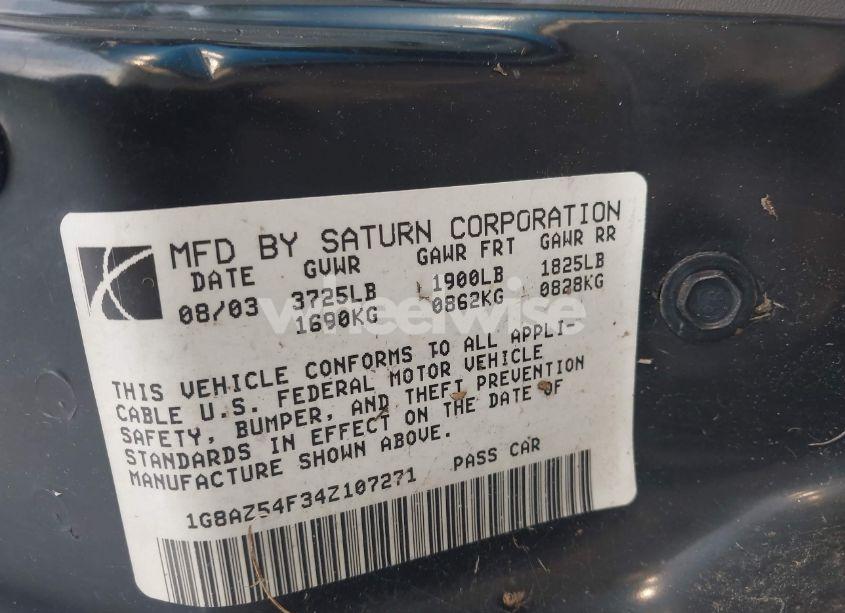 MFD BY SATURN CORPORATION
DATE GVWR GAWR FRT GAWR RR
08/03 3725LB 1900LB 1825LB
1690KG 0862KG 0828KG
wheelwise
THIS VEHICLE CONFORMS TO ALL APPLI-
CABLE U.S. FEDERAL MOTOR VEHICLE
SAFETY, BUMPER, AND THEFT PREVENTION
STANDARDS IN EFFECT ON THE DATE OF
MANUFACTURE SHOWN ABOVE.
1G8AZ54F34Z107271 PASS CAR